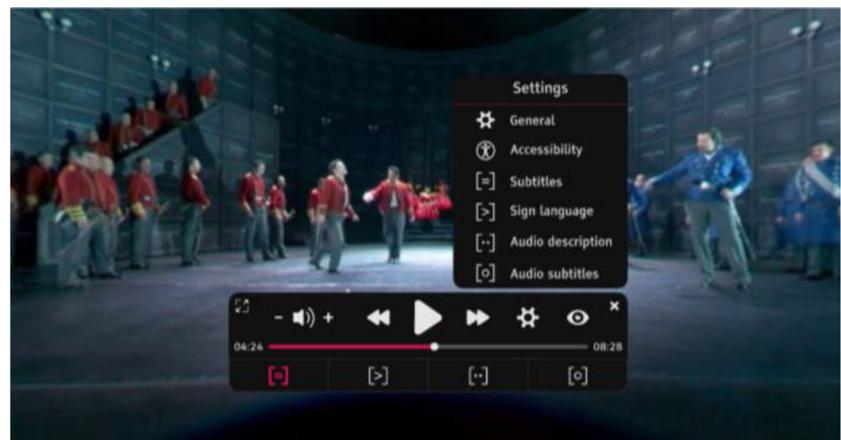 Settings
General
Accessibility
[=] Subtitles
[>] Sign language
[··] Audio description
[o] Audio subtitles
- +
×
04:24 08:28
[=] [>] [··] [o]